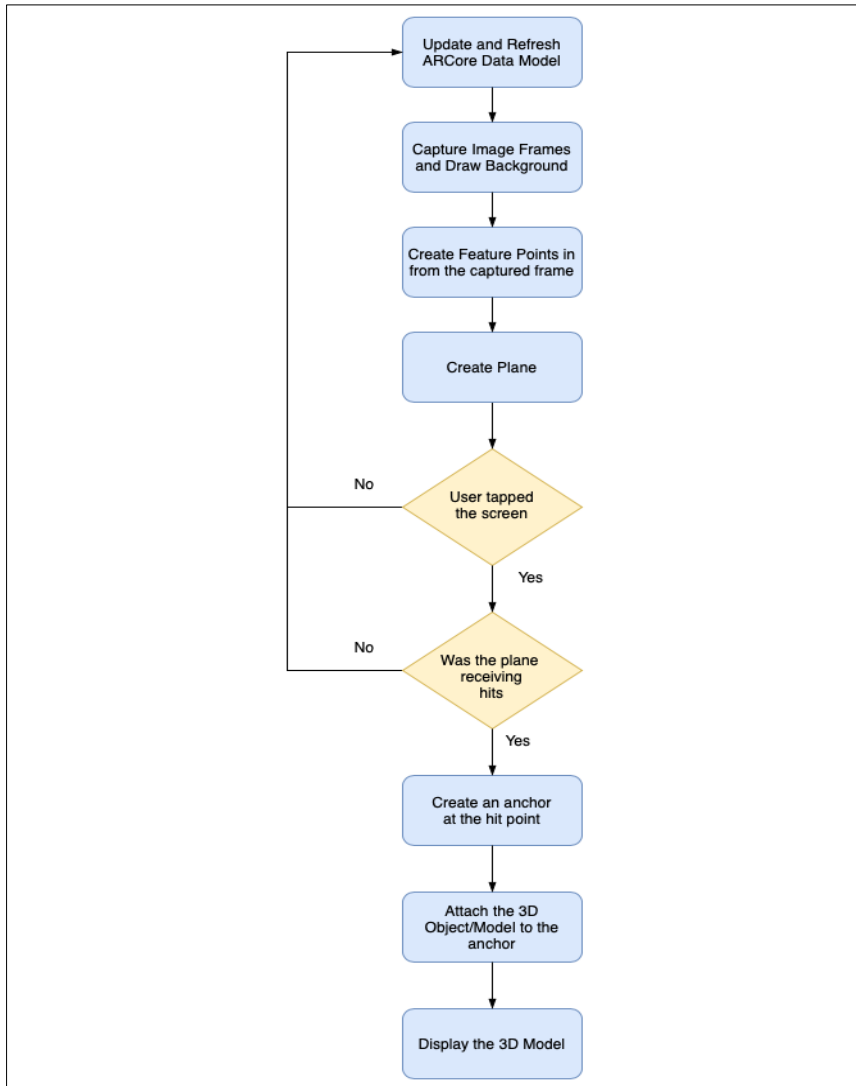 Update and Refresh
ARCore Data Model
Capture Image Frames
and Draw Background
Create Feature Points in
from the captured frame
Create Plane
No
User tapped
the screen
Yes
No
Was the plane
receiving
hits
Yes
Create an anchor
at the hit point
Attach the 3D
Object/Model to the
anchor
Display the 3D Model